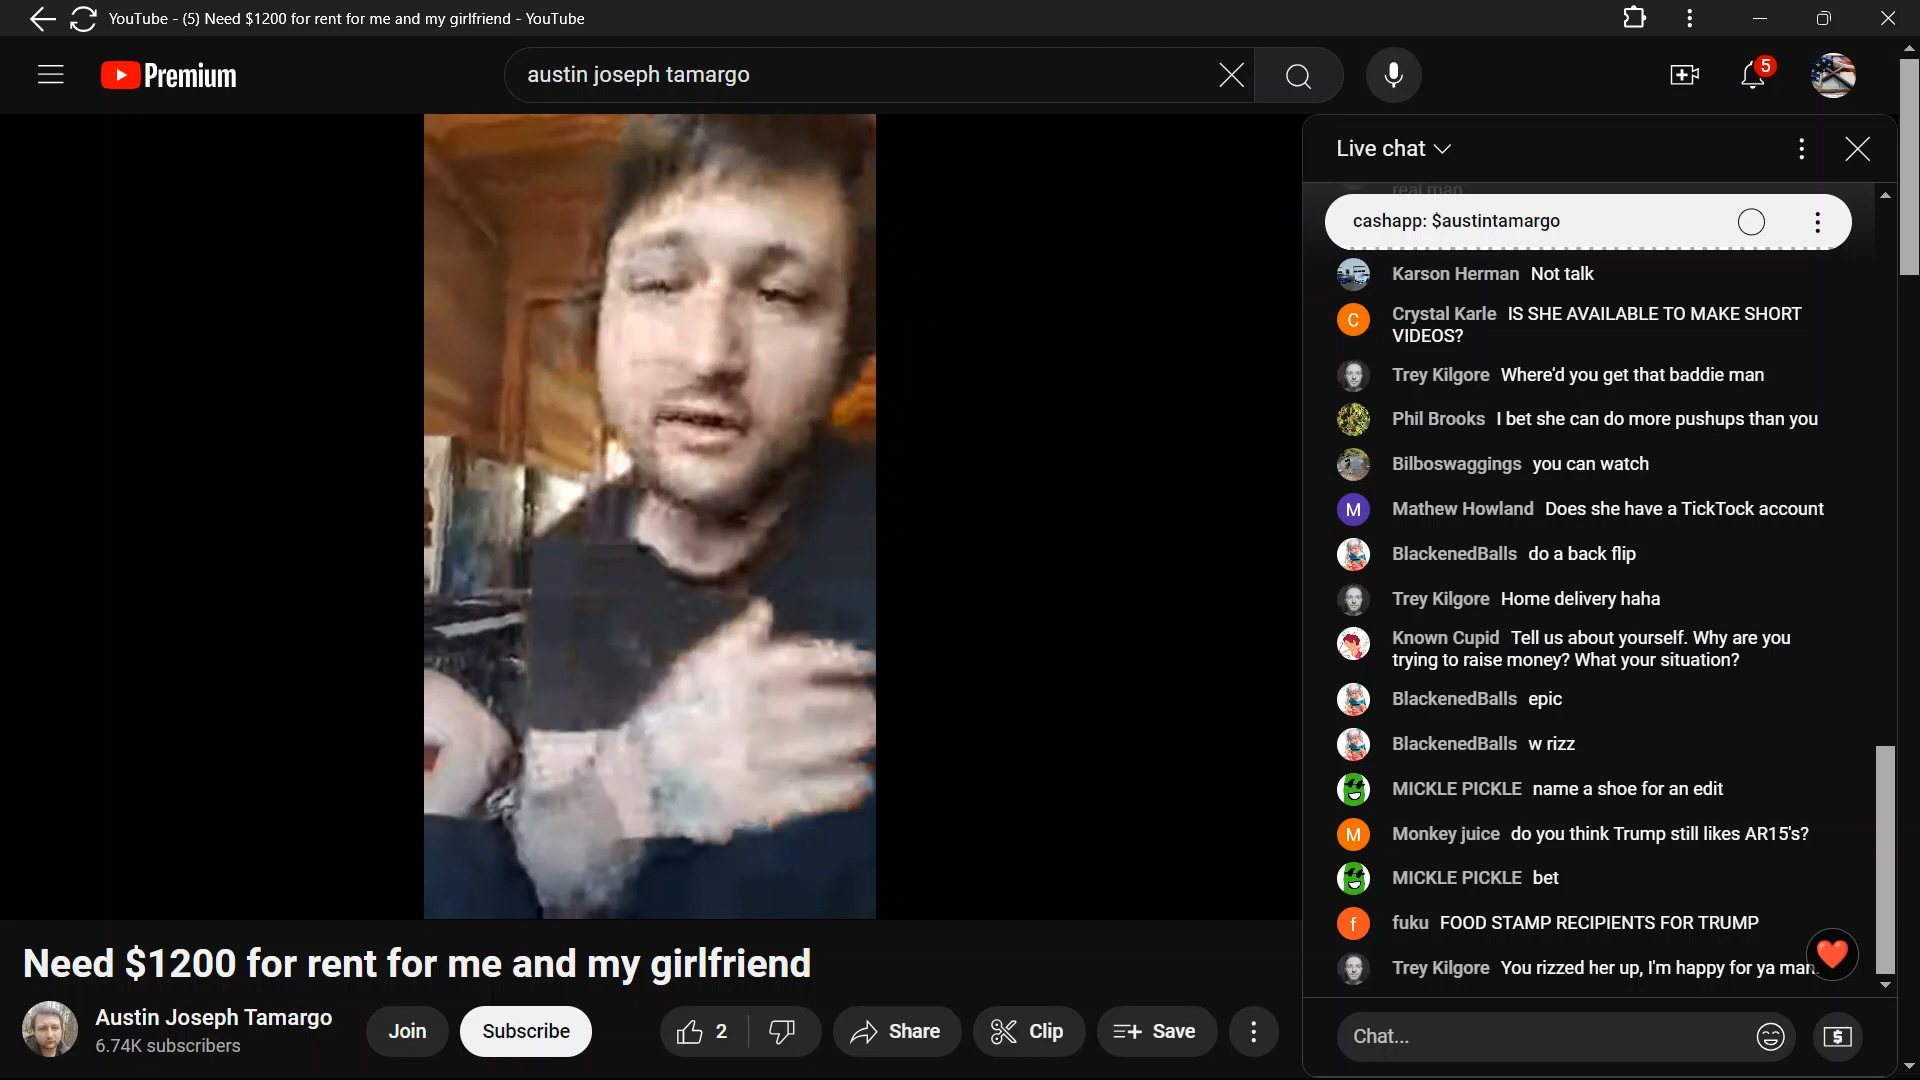 YouTube - (5) Need $1200 for rent for me and my girlfriend - YouTube
Premium
austin joseph tamargo
5
Live chat
real man
cashapp: $austintamargo
Karson Herman Not talk
C
Crystal Karle IS SHE AVAILABLE TO MAKE SHORT
VIDEOS?
Trey Kilgore Where'd you get that baddie man
Phil Brooks I bet she can do more pushups than you
Bilboswaggings you can watch
M
Mathew Howland Does she have a TickTock account
BlackenedBalls do a back flip
Trey Kilgore Home delivery haha
Known Cupid Tell us about yourself. Why are you
trying to raise money? What your situation?
BlackenedBalls epic
BlackenedBalls w rizz
MICKLE PICKLE name a shoe for an edit
M
Monkey juice do you think Trump still likes AR15's?
MICKLE PICKLE bet
f
fuku FOOD STAMP RECIPIENTS FOR TRUMP
Trey Kilgore You rizzed her up, I'm happy for ya man.
Need $1200 for rent for me and my girlfriend
Austin Joseph Tamargo
6.74K subscribers
Join
Subscribe
2
Share
Clip
Save
Chat...
$